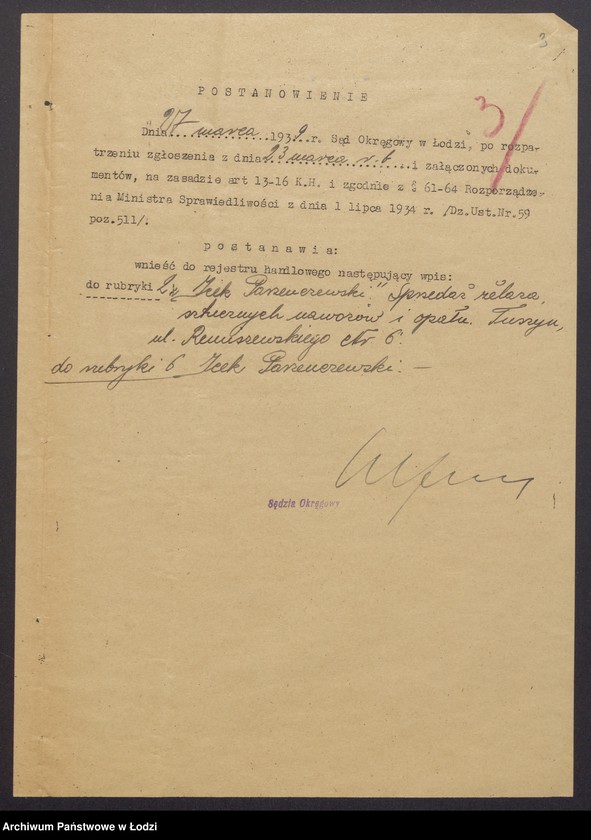 3
3/
POSTANOWIENIE
Dnia 27 marca 1939 r. Sąd Okręgowy w Łodzi, po rozpa-
trzeniu zgłoszenia z dnia 23 marca r.b. i załączonych doku-
mentów, na zasadzie art 13-16 K.H. i zgodnie z §§ 61-64 Rozporządze-
nia Ministra Sprawiedliwości z dnia 1 lipca 1934 r. /Dz.Ust.Nr.59
poz.511/.
postanawia:
wnieść do rejestru handlowego następujący wpis:
do rubryki 2 „Icek Parzenczewski." Sprzedaż żelaza,
sztucznych nawozów i opału. Tuszyn,
ul. Remiszewskiego Nr 6.
do rubryki 6 Icek Parzenczewski. —
Sędzia Okręgowy
Archiwum Państwowe w Łodzi